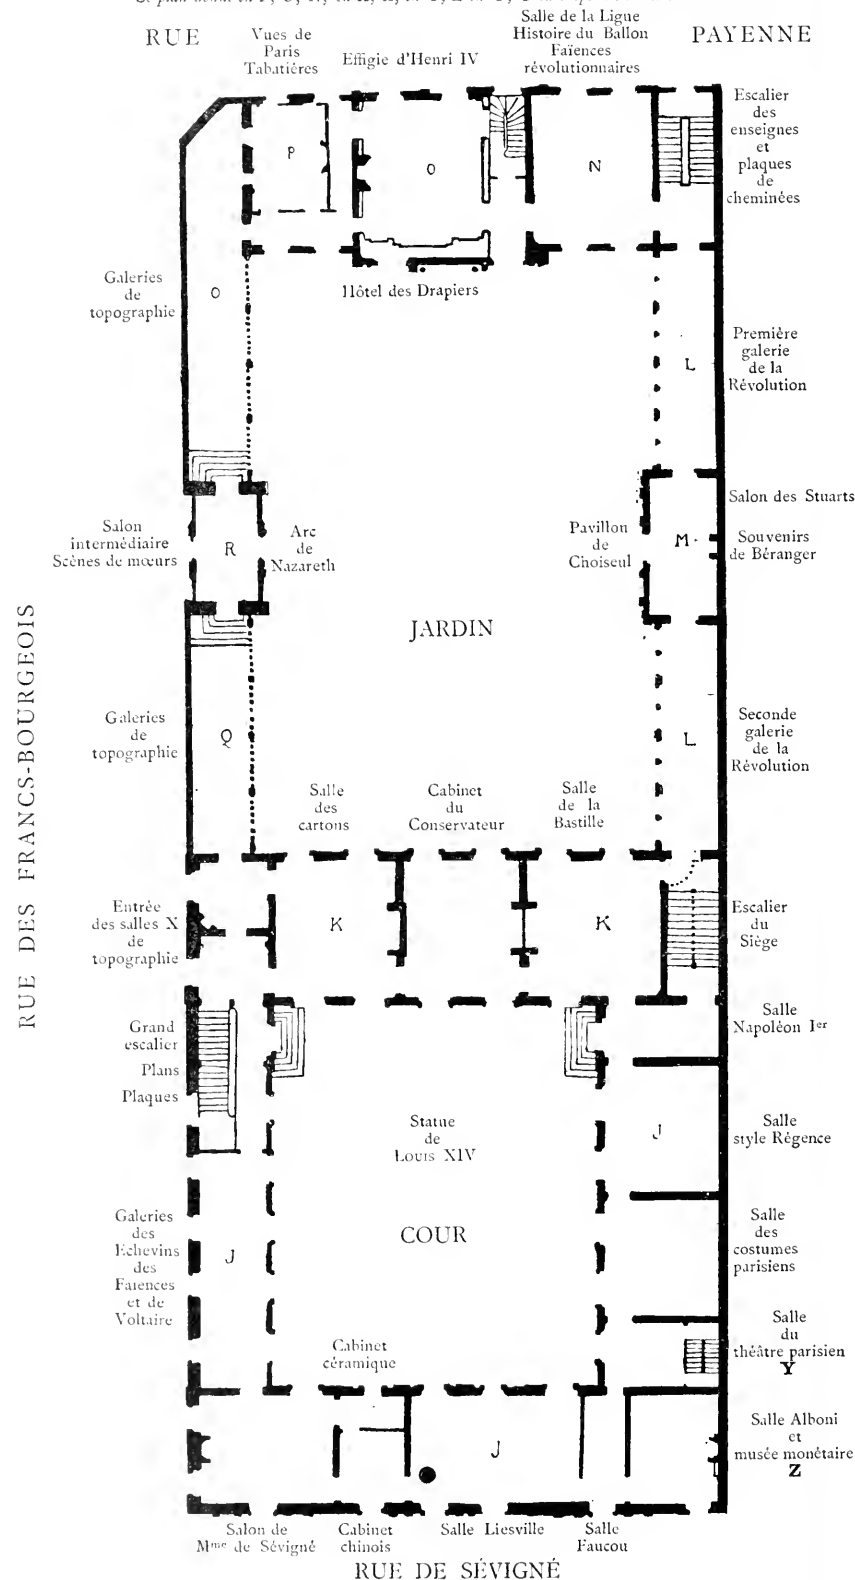 RUE
PAYENNE
Vues de
Paris
Tabatières
Effigie d'Henri IV
Salle de la Ligue
Histoire du Ballon
Faïences
révolutionnaires
Escalier
des
enseignes
et
plaques
de
cheminées
P
O
N
Hôtel des Drapiers
Galeries
de
topographie
O
L
Première
galerie
de la
Révolution
Salon des Stuarts
Salon
intermédiaire
Scènes de mœurs
R
Arc
de
Nazareth
Pavillon
de
Choiseul
M
Souvenirs
de Béranger
JARDIN
RUE DES FRANCS-BOURGEOIS
Galeries
de
topographie
Q
L
Seconde
galerie
de la
Révolution
Salle
des
cartons
Cabinet
du
Conservateur
Salle
de la
Bastille
Entrée
des salles X
de
topographie
K
K
Escalier
du
Siège
Grand
escalier
Plans
Plaques
Salle
Napoléon Ier
Statue
de
Louis XIV
J
Salle
style Régence
COUR
Galeries
des
Echevins
des
Faïences
et de
Voltaire
J
Salle
des
costumes
parisiens
Cabinet
céramique
Salle
du
théâtre parisien
Y
J
Salle Alboni
et
musée monétaire
Z
Salon de
Mme de Sévigné
Cabinet
chinois
Salle Liesville
Salle
Faucou
RUE DE SÉVIGNÉ